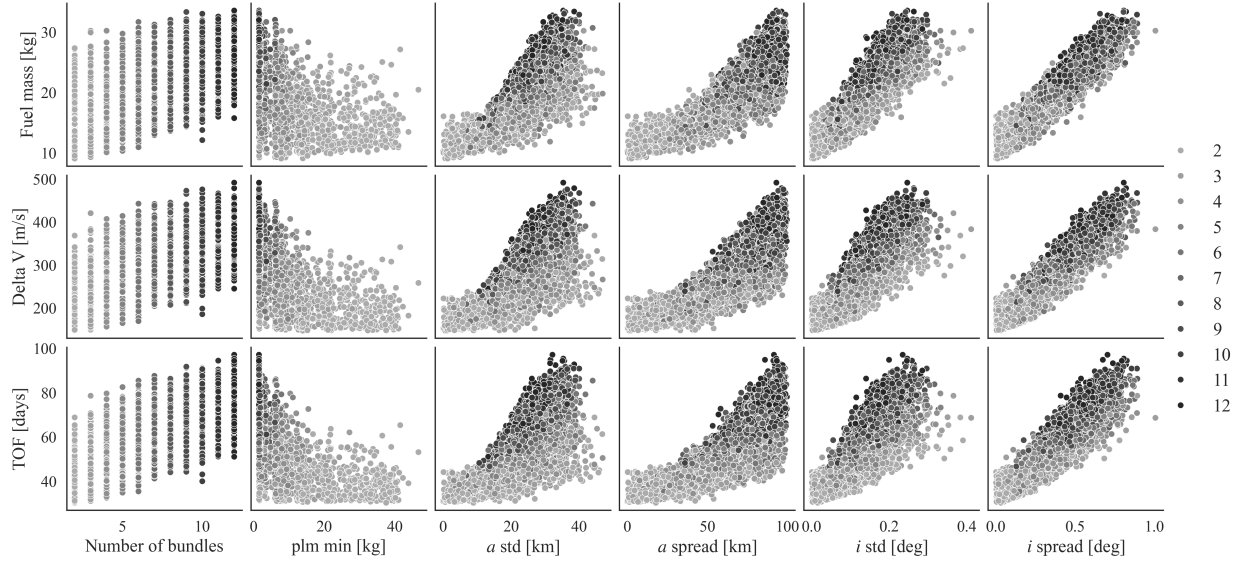 Fuel mass [kg]
30
20
10
Delta V [m/s]
500
400
300
200
TOF [days]
100
80
60
40
5 10
Number of bundles
0 20 40
plm min [kg]
0 20 40
a std [km]
0 50 100
a spread [km]
0.0 0.2 0.4
i std [deg]
0.0 0.5 1.0
i spread [deg]
2
3
4
5
6
7
8
9
10
11
12